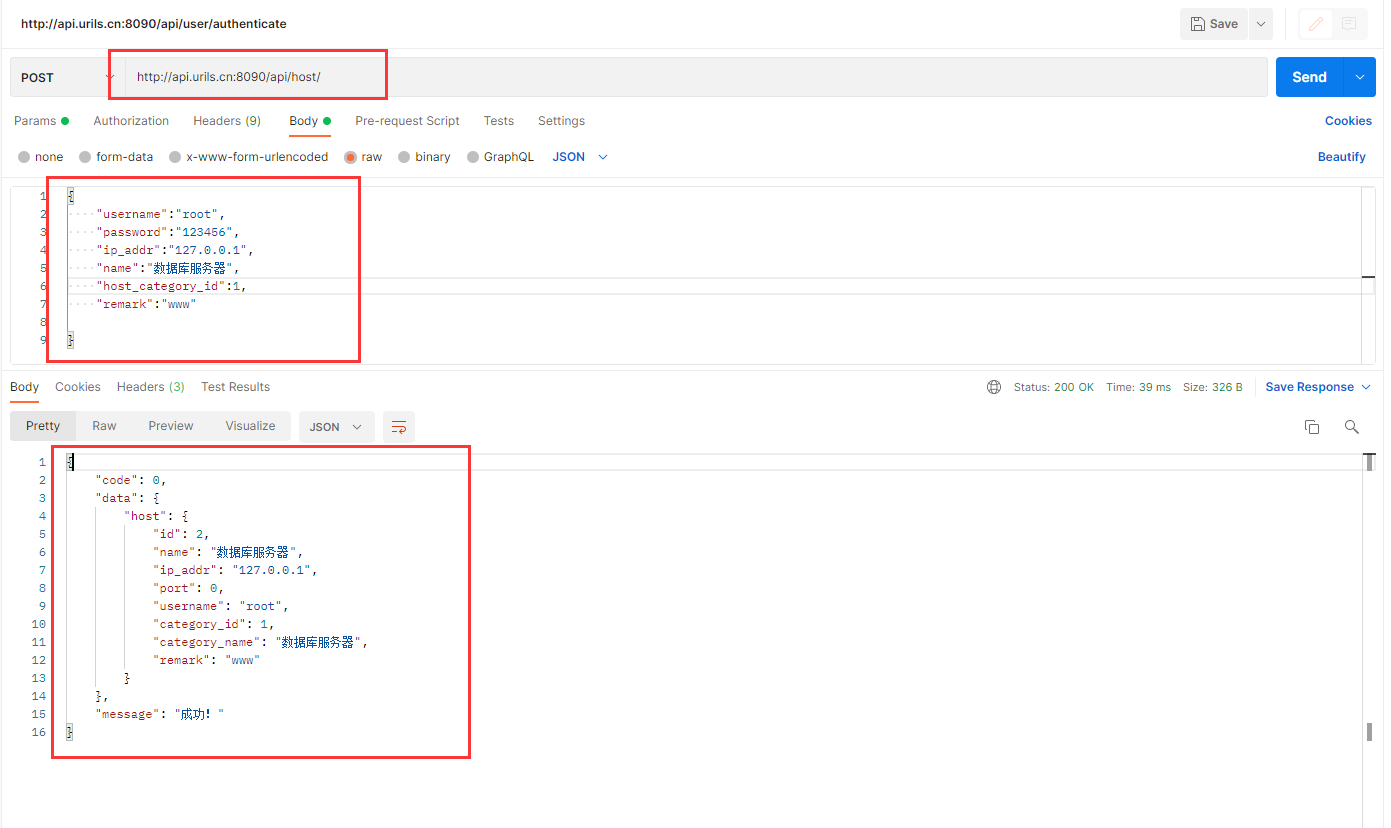 http://api.urils.cn:8090/api/user/authenticate
Save
POST http://api.urils.cn:8090/api/host/ Send
Params Authorization Headers (9) Body Pre-request Script Tests Settings Cookies
none form-data x-www-form-urlencoded raw binary GraphQL JSON Beautify
1 {
2 "username":"root",
3 "password":"123456",
4 "ip_addr":"127.0.0.1",
5 "name":"数据库服务器",
6 "host_category_id":1,
7 "remark":"www"
8
9 }
Body Cookies Headers (3) Test Results Status: 200 OK Time: 39 ms Size: 326 B Save Response
Pretty Raw Preview Visualize JSON
1 {
2 "code": 0,
3 "data": {
4 "host": {
5 "id": 2,
6 "name": "数据库服务器",
7 "ip_addr": "127.0.0.1",
8 "port": 0,
9 "username": "root",
10 "category_id": 1,
11 "category_name": "数据库服务器",
12 "remark": "www"
13 }
14 },
15 "message": "成功！"
16 }